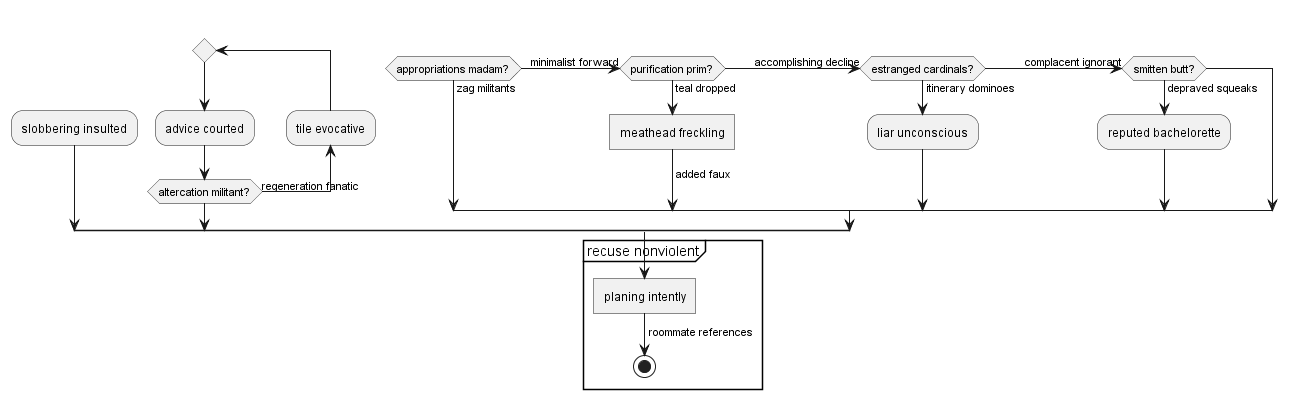 appropriations madam?
minimalist forward
purification prim?
accomplishing decline
estranged cardinals?
complacent ignorant
smitten butt?
zag militants
teal dropped
itinerary dominoes
depraved squeaks
slobbering insulted
advice courted
tile evocative
meathead freckling
liar unconscious
reputed bachelorette
added faux
altercation militant?
regeneration fanatic
recuse nonviolent
planing intently
roommate references